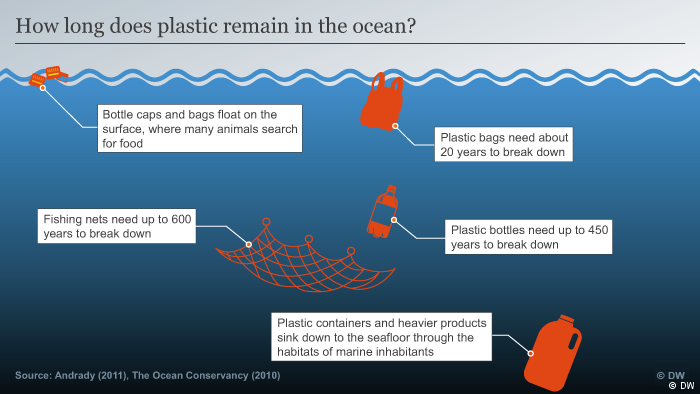 How long does plastic remain in the ocean?
Bottle caps and bags float on the
surface, where many animals search
for food
Plastic bags need about
20 years to break down
Fishing nets need up to 600
years to break down
Plastic bottles need up to 450
years to break down
Plastic containers and heavier products
sink down to the seafloor through the
habitats of marine inhabitants
Source: Andrady (2011), The Ocean Conservancy (2010)
© DW
© DW